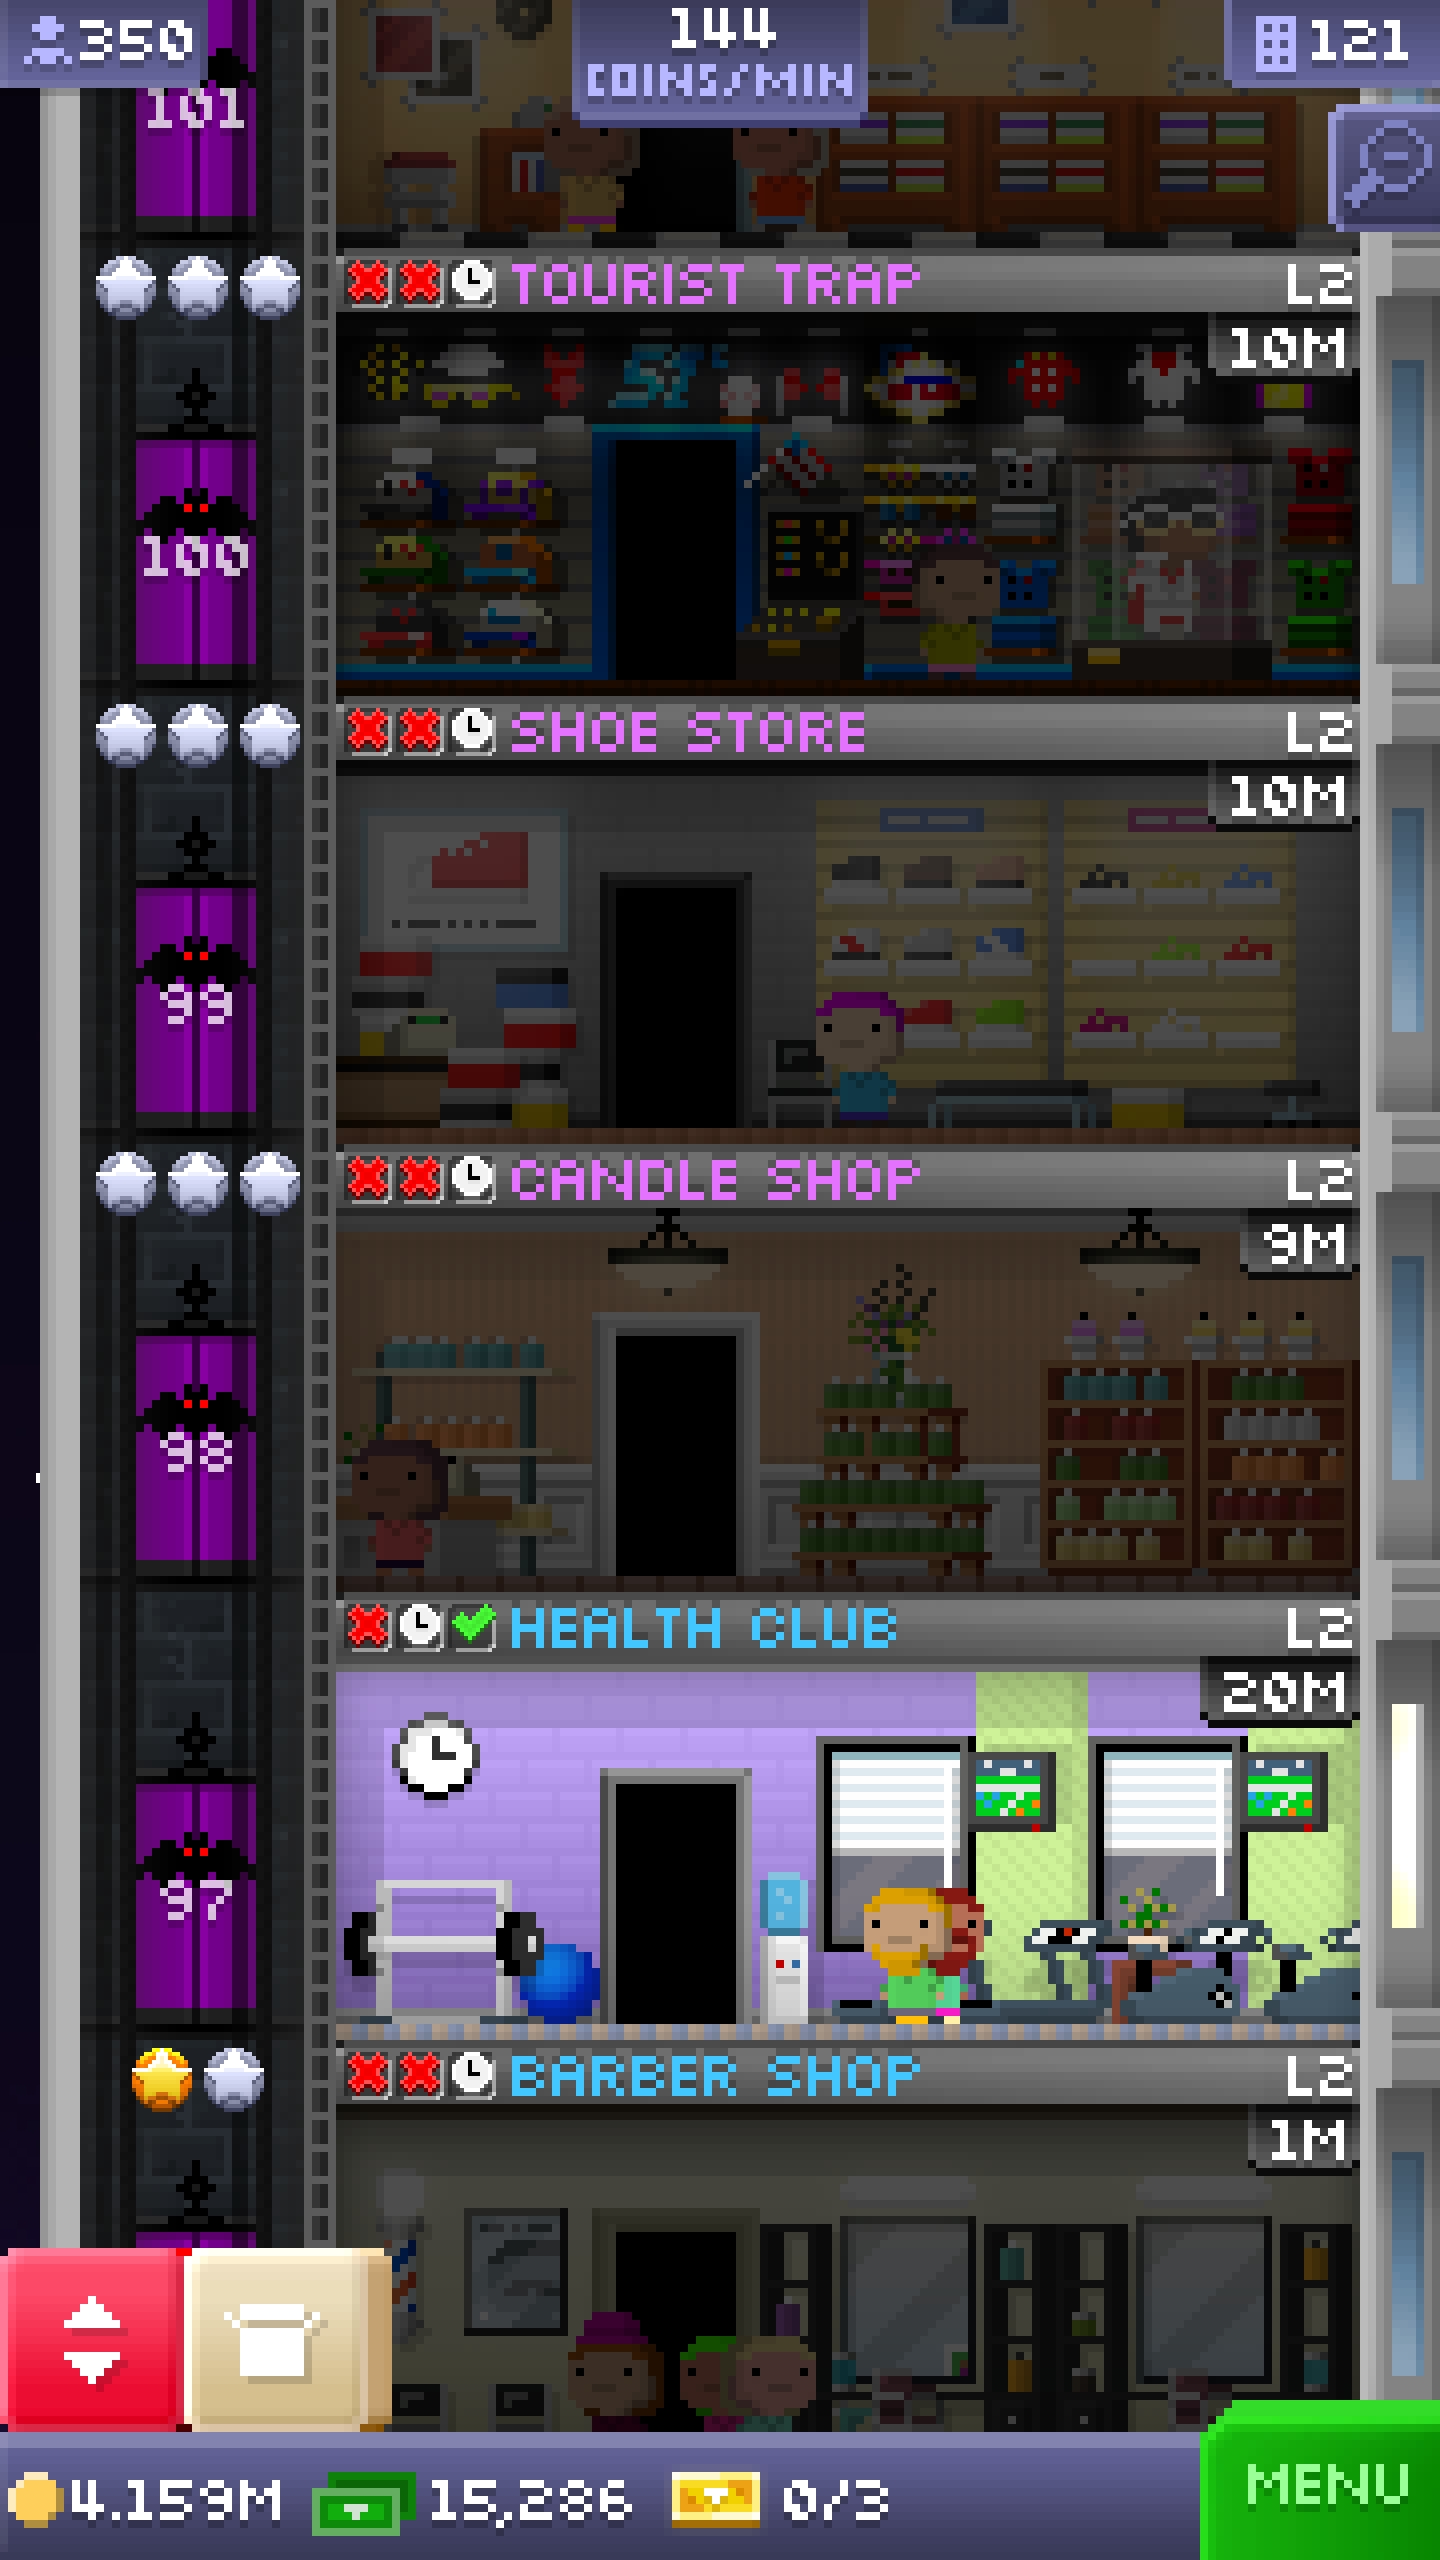 350
144
COINS/MIN
121
101
TOURIST TRAP
L2
10M
100
SHOE STORE
L2
10M
99
CANDLE SHOP
L2
9M
98
HEALTH CLUB
L2
20M
97
BARBER SHOP
L2
1M
4.159M
15,286
0/3
MENU